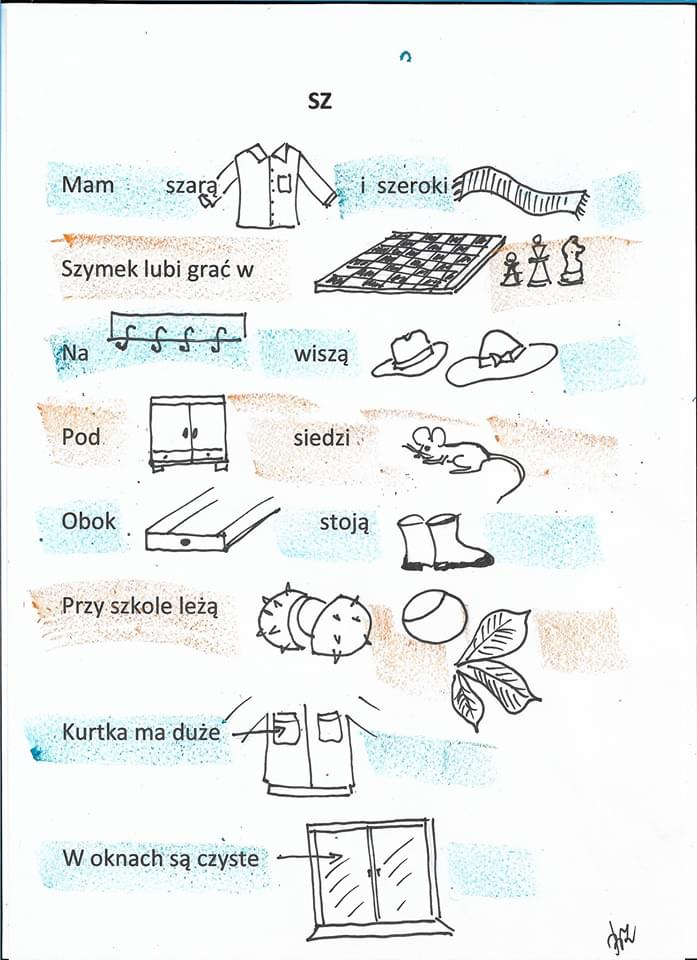 SZ
Mam szarą i szeroki
Szymek lubi grać w
Na wiszą
Pod siedzi
Obok stoją
Przy szkole leżą
Kurtka ma duże
W oknach są czyste